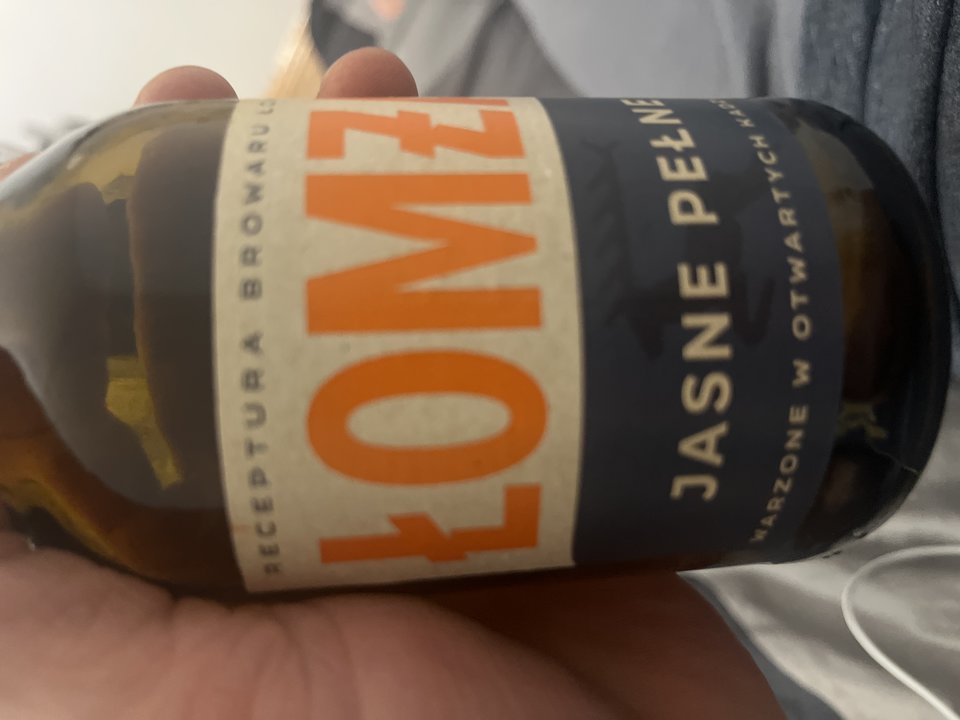 RECEPTURA BROWARU
ŁOMŻ
JASNE PEŁNE
WARZONE W OTWARTYCH